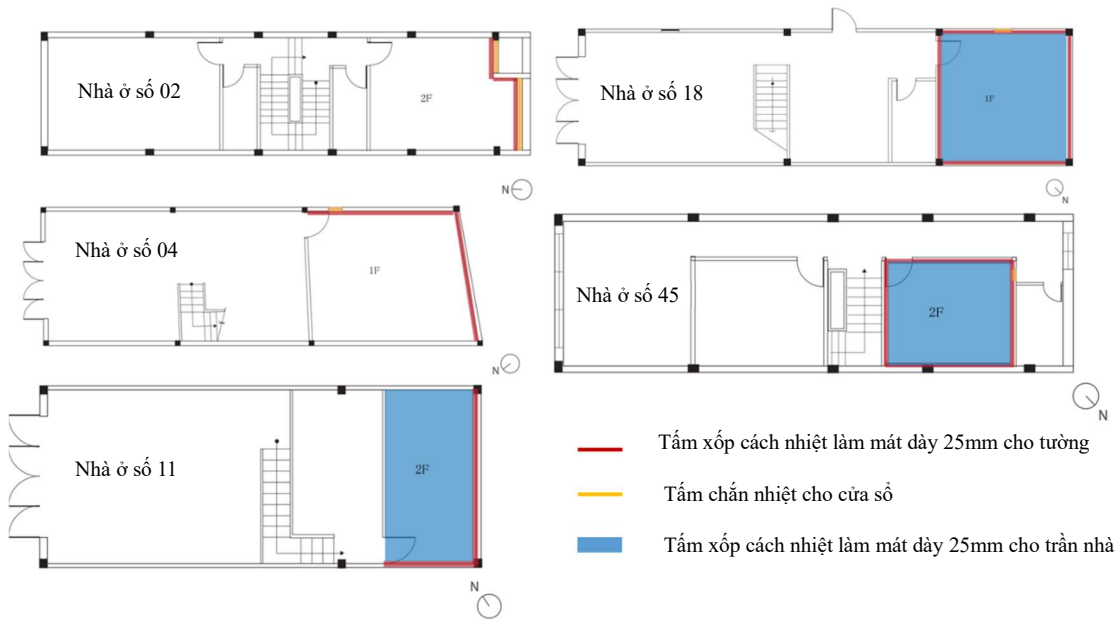 Nhà ở số 02
2F
N
Nhà ở số 04
1F
N
Nhà ở số 11
2F
N
Nhà ở số 18
1F
N
Nhà ở số 45
2F
N
Tấm xốp cách nhiệt làm mát dày 25mm cho tường
Tấm chắn nhiệt cho cửa sổ
Tấm xốp cách nhiệt làm mát dày 25mm cho trần nhà